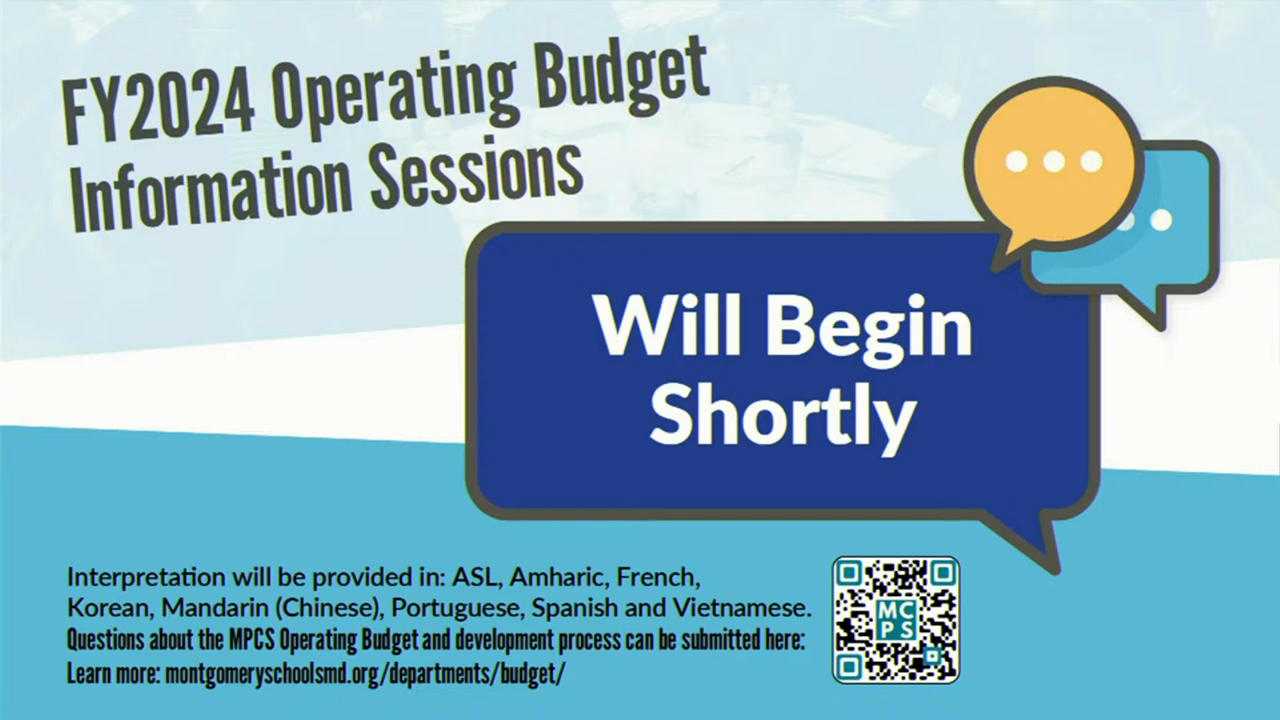 FY2024 Operating Budget
Information Sessions
Will Begin
Shortly
Interpretation will be provided in: ASL, Amharic, French,
Korean, Mandarin (Chinese), Portuguese, Spanish and Vietnamese.
Questions about the MPCS Operating Budget and development process can be submitted here:
Learn more: montgomeryschoolsmd.org/departments/budget/
MC
PS